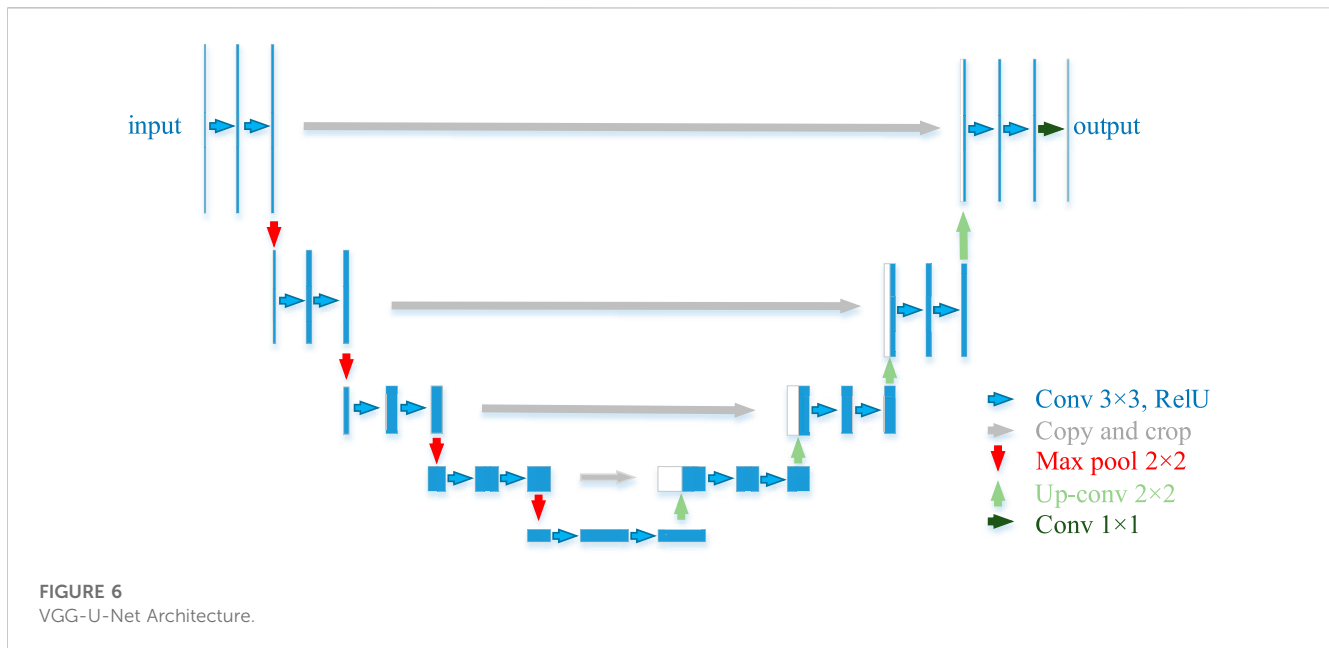 input
output
Conv 3×3, RelU
Copy and crop
Max pool 2×2
Up-conv 2×2
Conv 1×1
FIGURE 6
VGG-U-Net Architecture.